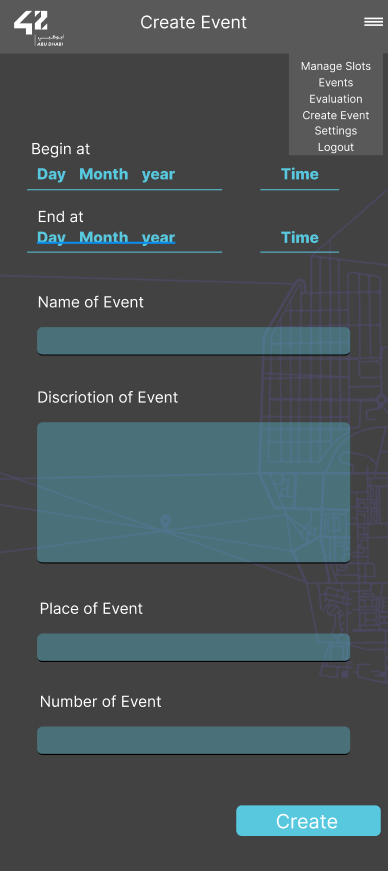 42
أبوظبي
ABU DHABI
Create Event
Manage Slots
Events
Evaluation
Create Event
Settings
Logout
Begin at
Day Month year Time
End at
Day Month year Time
Name of Event
Discriotion of Event
Place of Event
Number of Event
Create